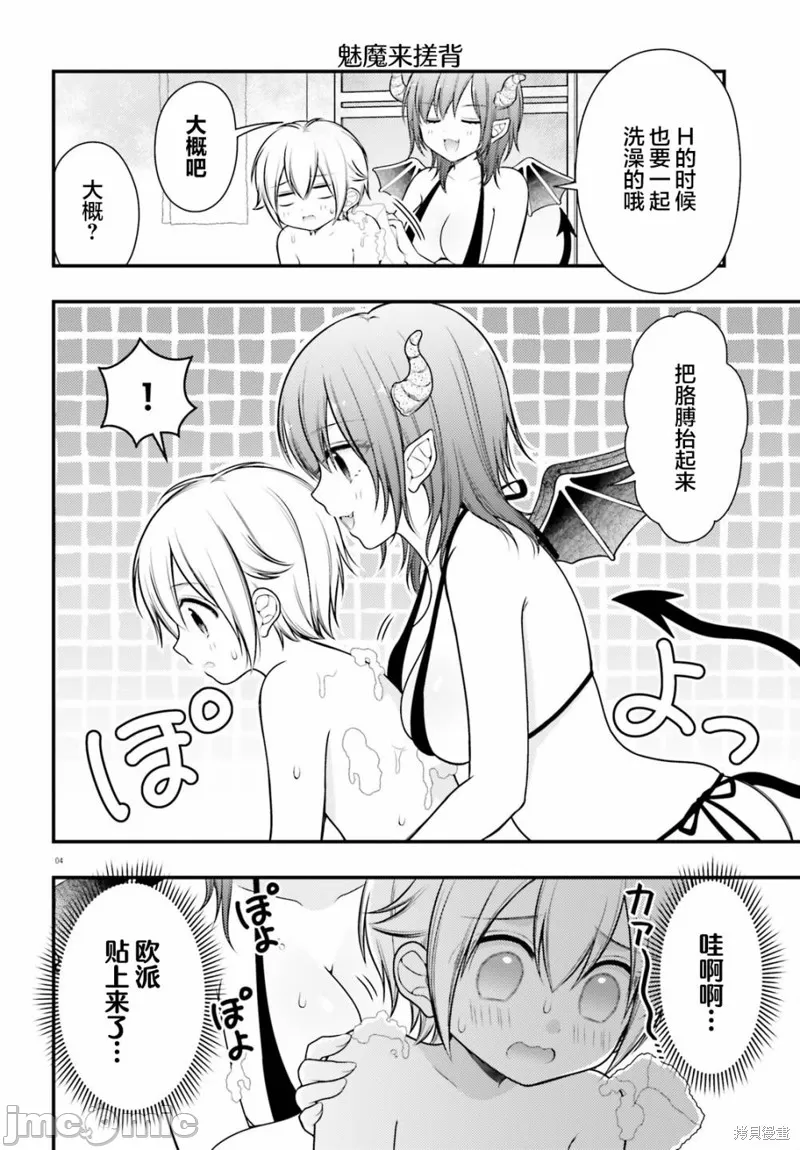 魅魔来搓背
H的时候
也要一起
洗澡的哦
大概吧
大概？
把胳膊抬起来
！
よっ
ぽ°
04
哇啊啊…
カァ〜
ぽよ
ぽよ
欧派
贴上来
了…
jmcomic
拷貝漫畫